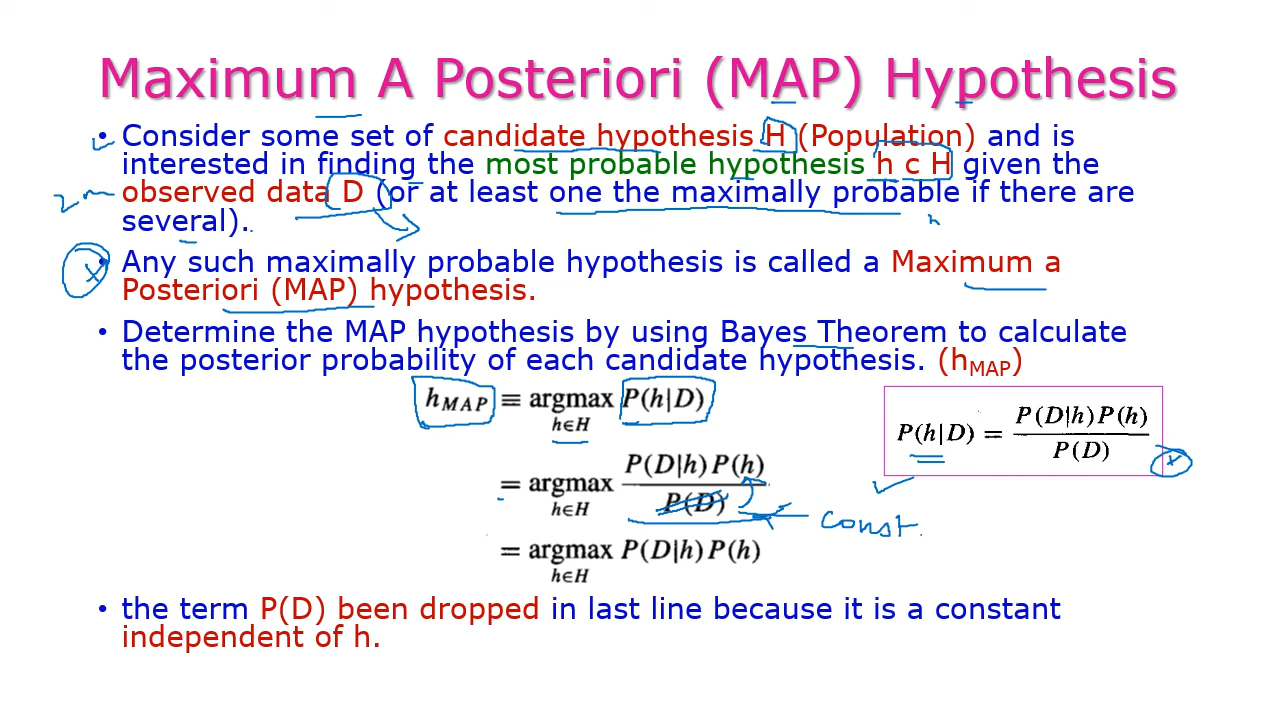 Maximum A Posteriori (MAP) Hypothesis
• Consider some set of candidate hypothesis H (Population) and is
interested in finding the most probable hypothesis h c H given the
observed data D (or at least one the maximally probable if there are
several).
• Any such maximally probable hypothesis is called a Maximum a
Posteriori (MAP) hypothesis.
• Determine the MAP hypothesis by using Bayes Theorem to calculate
the posterior probability of each candidate hypothesis. (hMAP)
hMAP ≡ argmax P(h|D)
h∈H
P(h|D) = P(D|h)P(h) / P(D)
= argmax P(D|h) P(h) / P(D)
h∈H
const.
= argmax P(D|h) P(h)
h∈H
• the term P(D) been dropped in last line because it is a constant
independent of h.